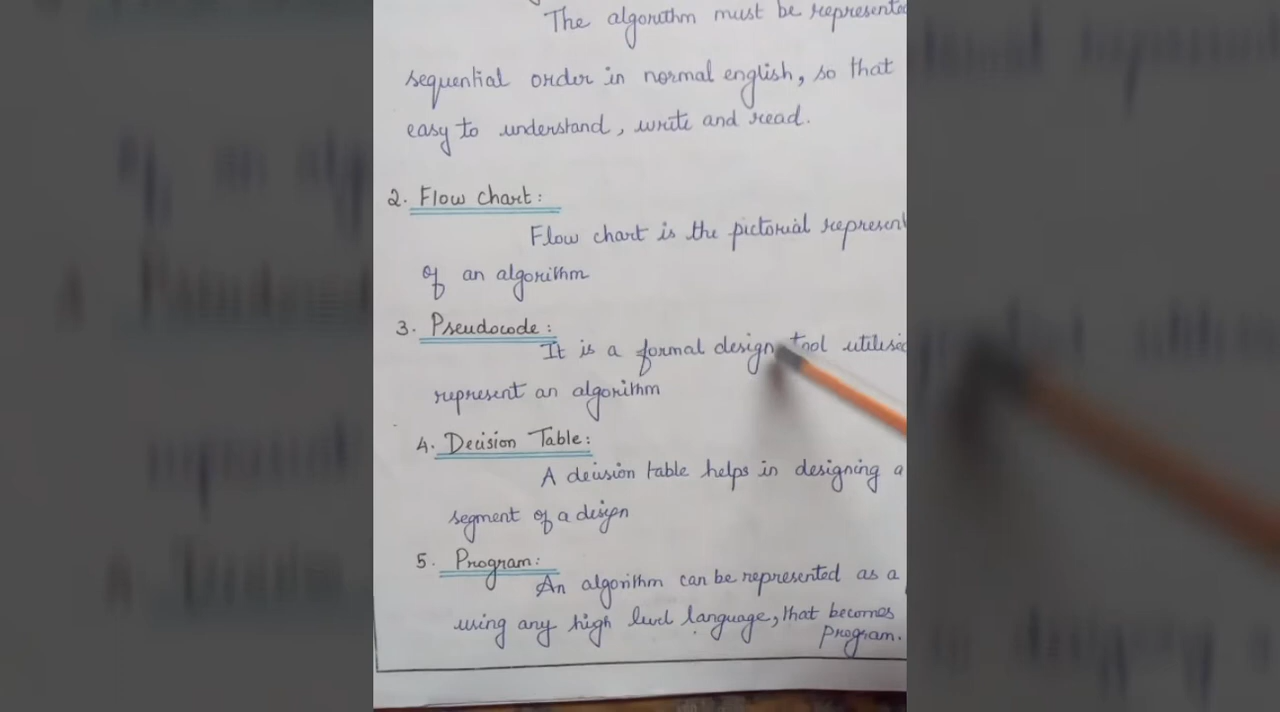 The algorithm must be represented
sequential order in normal english, so that
easy to understand, write and read.
2. Flow chart:
Flow chart is the pictorial represent
of an algorithm
3. Pseudocode:
It is a formal design tool utilised
represent an algorithm
4. Decision Table:
A decision table helps in designing a
segment of a design
5. Program:
An algorithm can be represented as a
using any high level language, that becomes
program.